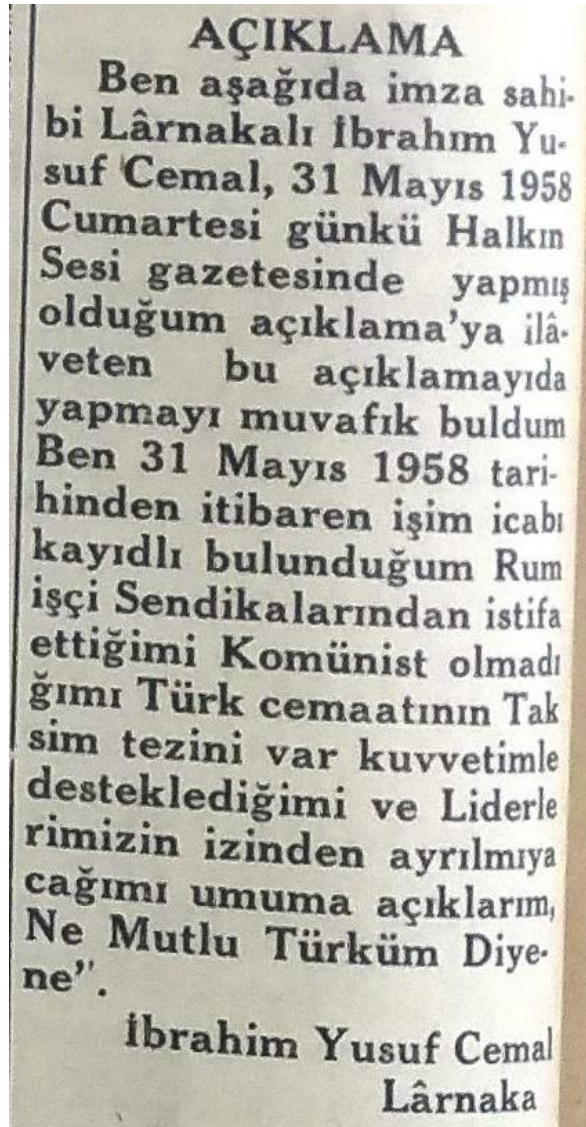 AÇIKLAMA
Ben aşağıda imza sahi-
bi Lârnakalı İbrahım Yu-
suf Cemal, 31 Mayıs 1958
Cumartesi günkü Halkın
Sesi gazetesinde yapmış
olduğum açıklama'ya ilâ-
veten bu açıklamayıda
yapmayı muvafık buldum
Ben 31 Mayıs 1958 tari-
hinden itibaren işim icabı
kayıdlı bulunduğum Rum
işçi Sendikalarından istifa
ettiğimi Komünist olmadı
ğımı Türk cemaatının Tak
sim tezini var kuvvetimle
desteklediğimi ve Liderle
rimizin izinden ayrılmıya
cağımı umuma açıklarım,
Ne Mutlu Türküm Diye-
ne".
İbrahim Yusuf Cemal
Lârnaka